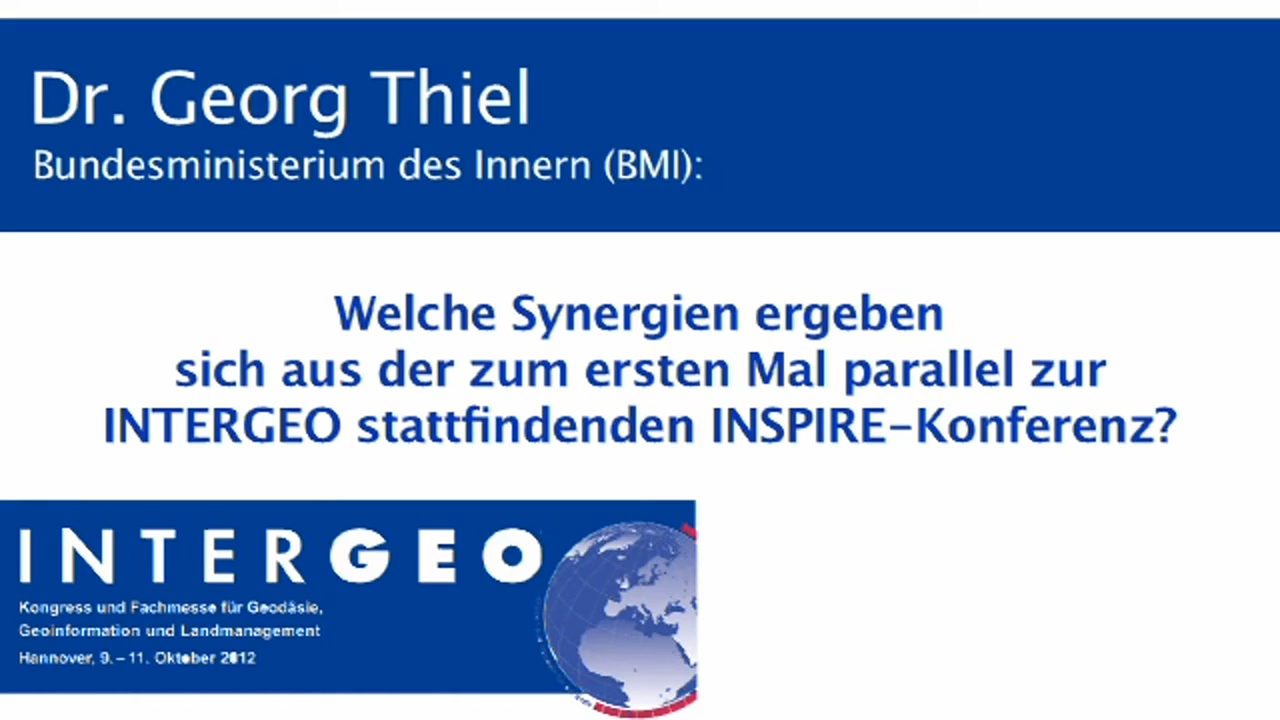 Dr. Georg Thiel
Bundesministerium des Innern (BMI):
Welche Synergien ergeben
sich aus der zum ersten Mal parallel zur
INTERGEO stattfindenden INSPIRE-Konferenz?
INTERGEO
Kongress und Fachmesse für Geodäsie,
Geoinformation und Landmanagement
Hannover, 9. – 11. Oktober 2012